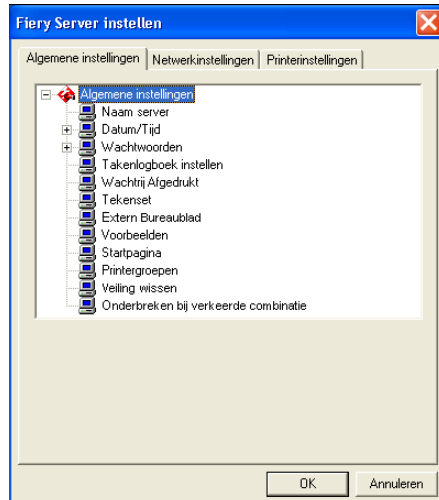 Fiery Server instellen
Algemene instellingen Netwerkinstellingen Printerinstellingen
Algemene instellingen
Naam server
Datum/Tijd
Wachtwoorden
Takenlogboek instellen
Wachtrij Afgedrukt
Tekenset
Extern Bureaublad
Voorbeelden
Startpagina
Printergroepen
Veiling wissen
Onderbreken bij verkeerde combinatie
OK Annuleren